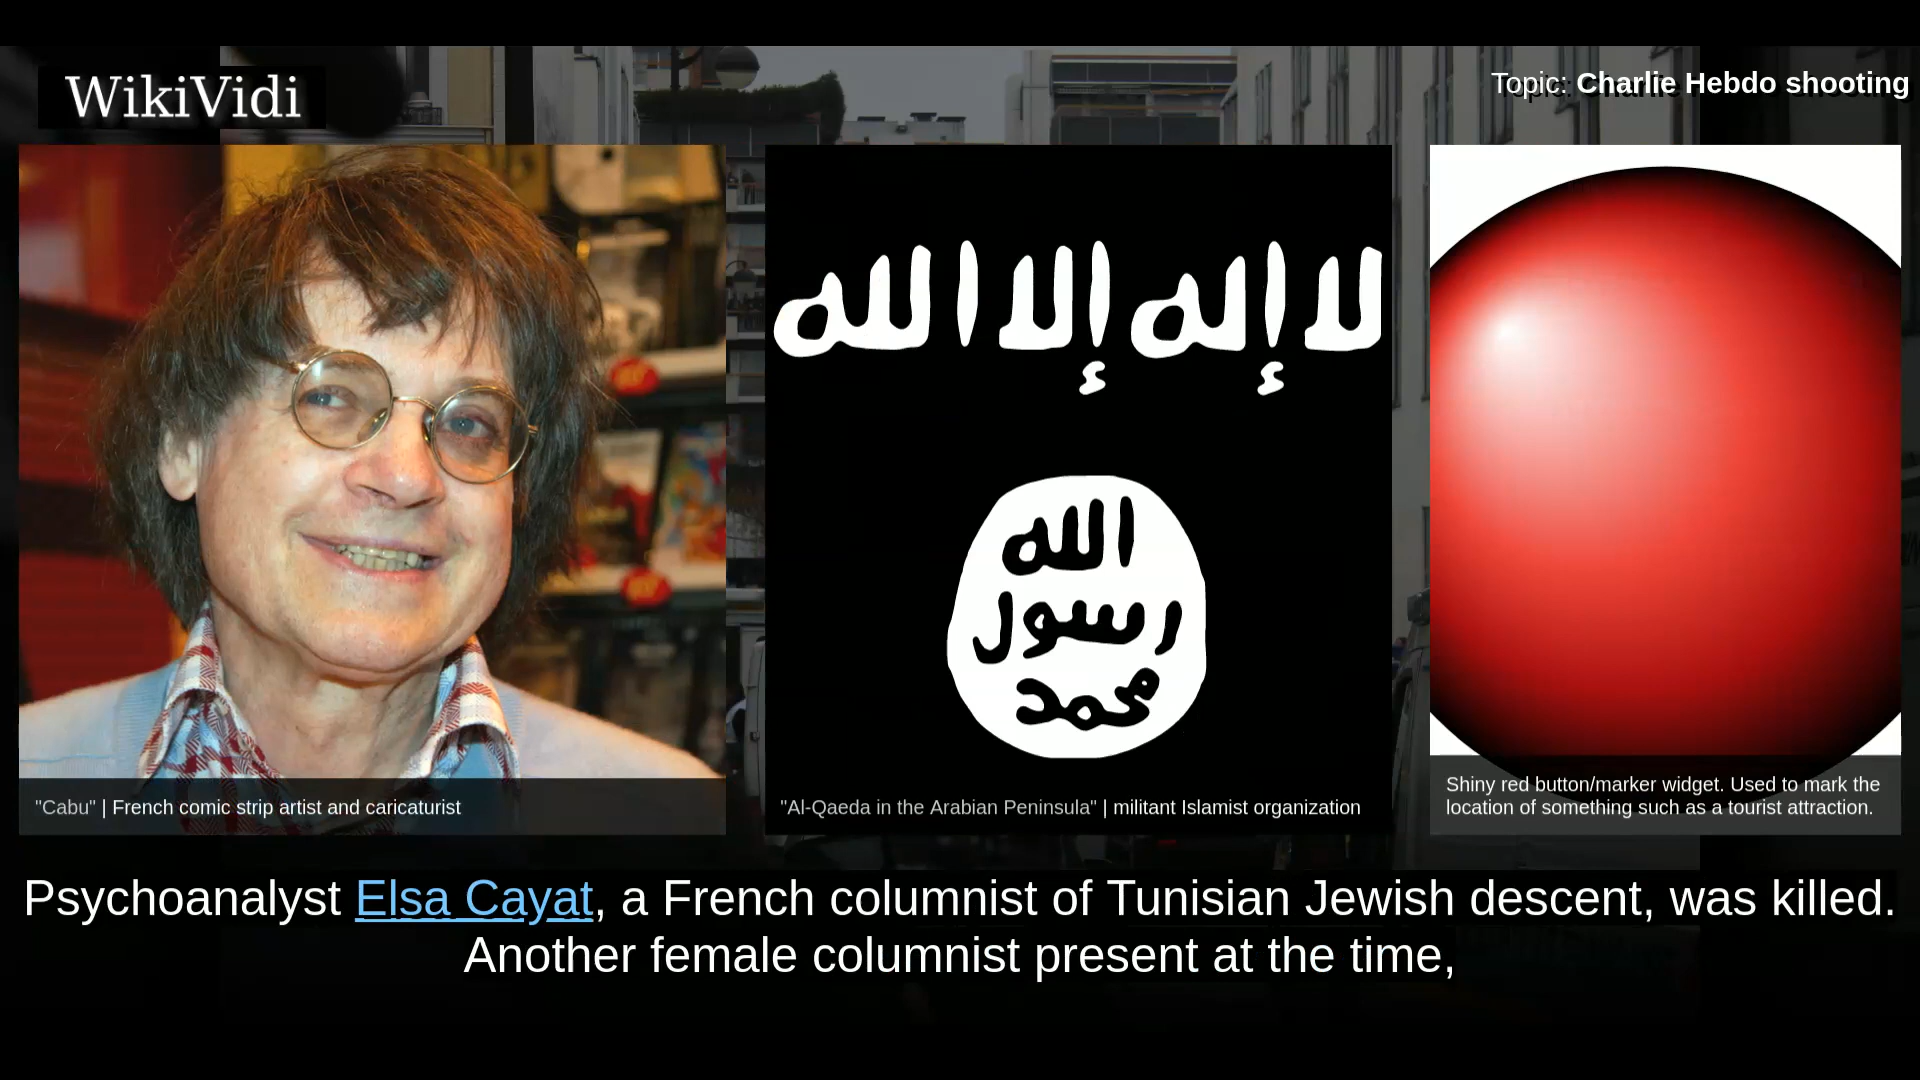 WikiVidi
Topic: Charlie Hebdo shooting
لا إله إلا الله
الله
رسول
محمد
"Cabu" | French comic strip artist and caricaturist
"Al-Qaeda in the Arabian Peninsula" | militant Islamist organization
Shiny red button/marker widget. Used to mark the
location of something such as a tourist attraction.
Psychoanalyst Elsa Cayat, a French columnist of Tunisian Jewish descent, was killed.
Another female columnist present at the time,